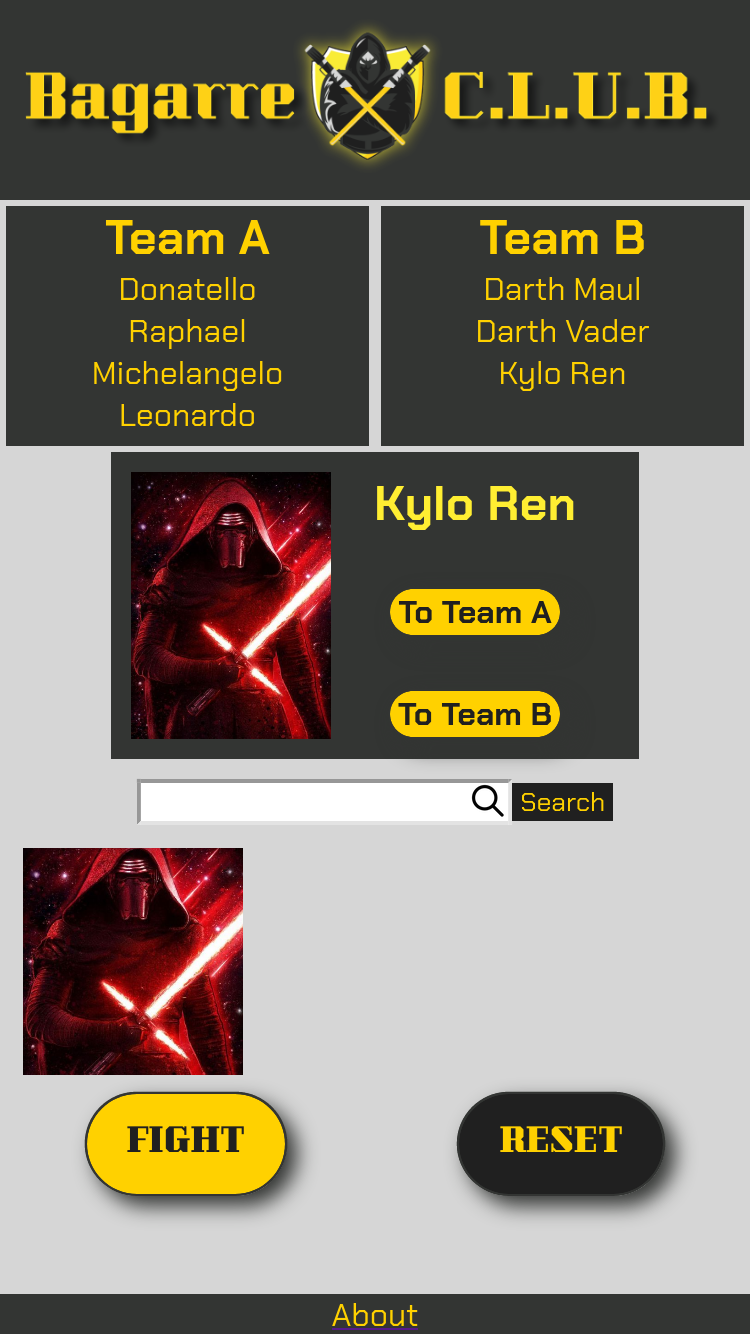 Bagarre C.L.U.B.
Team A
Donatello
Raphael
Michelangelo
Leonardo
Team B
Darth Maul
Darth Vader
Kylo Ren
Kylo Ren
To Team A
To Team B
Search
FIGHT
RESET
About